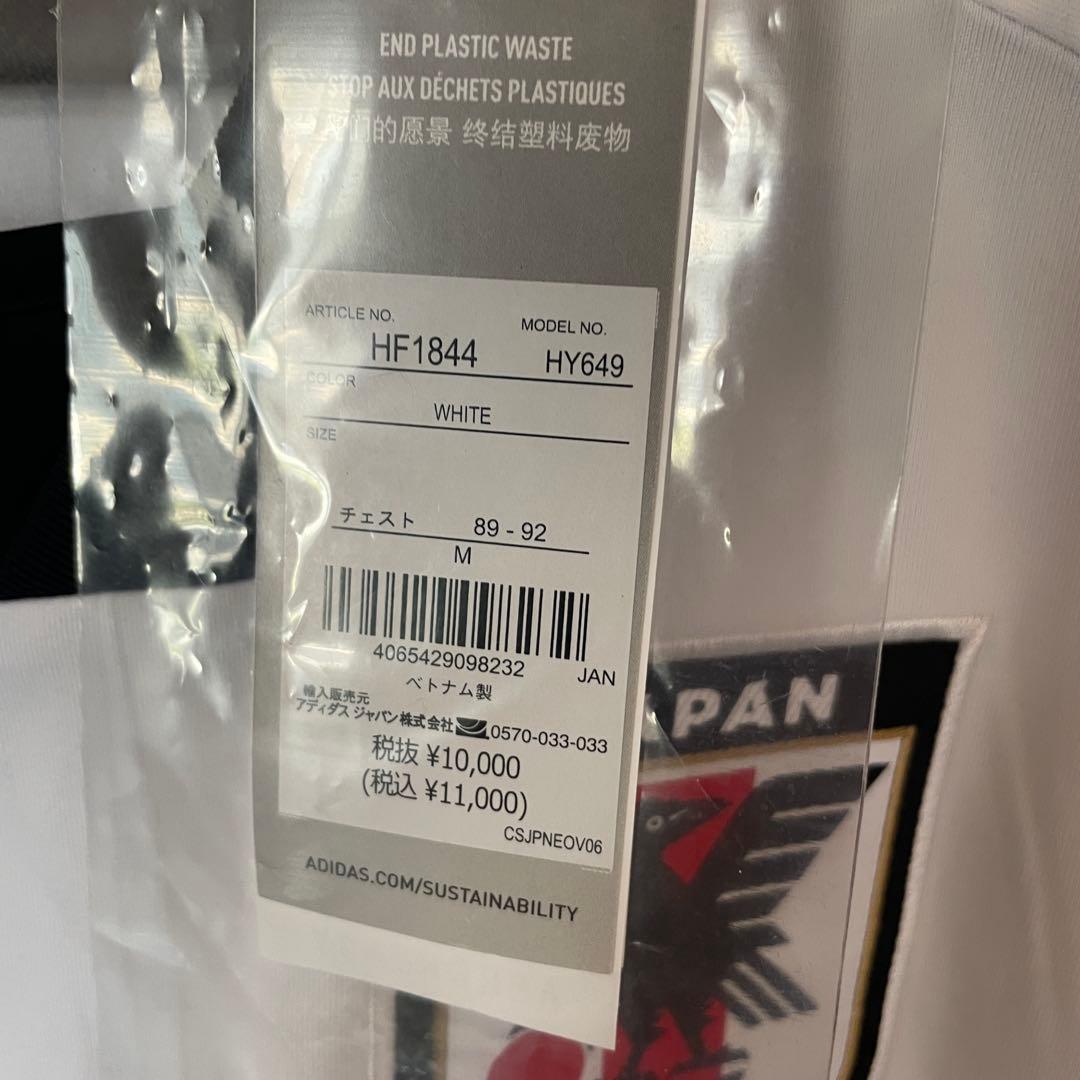 END PLASTIC WASTE
STOP AUX DÉCHETS PLASTIQUES
我们的愿景 终结塑料废物
ARTICLE NO.
MODEL NO.
HF1844
HY649
COLOR
WHITE
SIZE
チェスト 89 - 92
M
4065429098232
JAN
ベトナム製
輸入販売元
アディダス ジャパン株式会社 0570-033-033
税抜 ¥10,000
(税込 ¥11,000)
CSJPNEOV06
ADIDAS.COM/SUSTAINABILITY
PAN